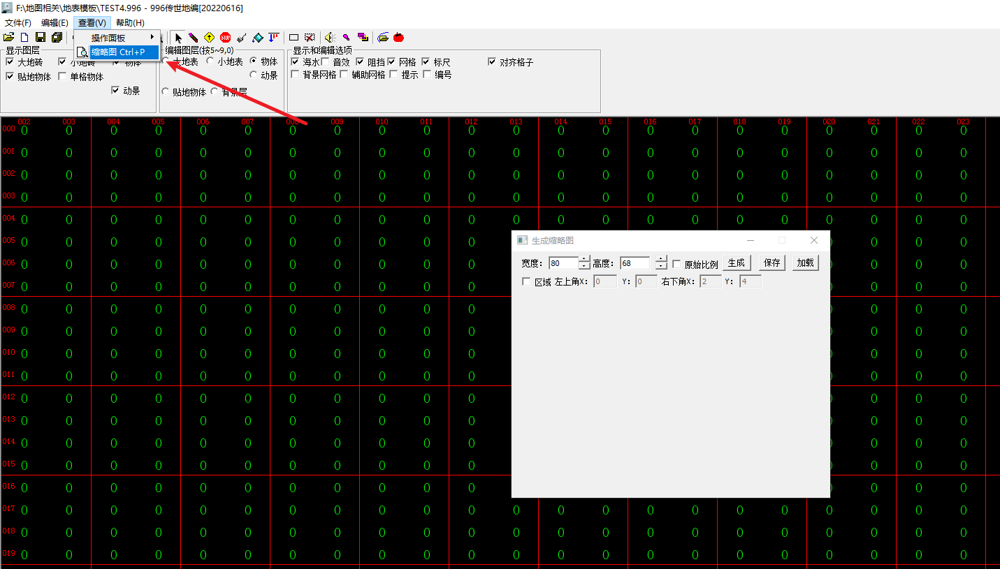 F:\地图相关\地表模板\TEST4.996 - 996传世地编[20220616]
文件(F) 编辑(E) 查看(V) 帮助(H)
操作面板
缩略图 Ctrl+P
STOP
显示图层 编辑图层(按5~9,0) 显示和编辑选项
大地砖 小地砖 物体 大地表 小地表 物体 海水 音效 阻挡 网格 标尺 对齐格子
贴地物体 单格物体 动景 背景网格 辅助网格 提示 编号
动景 贴地物体 背景层
002 003 004 005 006 007 008 009 010 011 012 013 014 015 016 017 018 019 020 021 022 023
000 0 0 0 0 0 0 0 0 0 0 0 0 0 0 0 0 0 0 0 0 0 0
001 0 0 0 0 0 0 0 0 0 0 0 0 0 0 0 0 0 0 0 0 0 0
002 0 0 0 0 0 0 0 0 0 0 0 0 0 0 0 0 0 0 0 0 0 0
003 0 0 0 0 0 0 0 0 0 0 0 0 0 0 0 0 0 0 0 0 0 0
004 0 0 0 0 0 0 0 0 0 0 0 0 0 0 0 0 0 0 0 0 0 0
005 0 0 0 0 0 0 0 0 0 0 0 0 0 0
006 0 0 0 0 0 0 0 0 0 0 0 0 0 0
007 0 0 0 0 0 0 0 0 0 0 0 0 0 0
008 0 0 0 0 0 0 0 0 0 0 0 0 0 0
009 0 0 0 0 0 0 0 0 0 0 0 0 0 0
010 0 0 0 0 0 0 0 0 0 0 0 0 0 0
011 0 0 0 0 0 0 0 0 0 0 0 0 0 0
012 0 0 0 0 0 0 0 0 0 0 0 0 0 0
013 0 0 0 0 0 0 0 0 0 0 0 0 0 0
014 0 0 0 0 0 0 0 0 0 0 0 0 0 0
015 0 0 0 0 0 0 0 0 0 0 0 0 0 0
016 0 0 0 0 0 0 0 0 0 0 0 0 0 0
017 0 0 0 0 0 0 0 0 0 0 0 0 0 0 0 0 0 0 0 0 0 0
018 0 0 0 0 0 0 0 0 0 0 0 0 0 0 0 0 0 0 0 0 0 0
019 0 0 0 0 0 0 0 0 0 0 0 0 0 0 0 0 0 0 0 0 0 0
生成缩略图
宽度: 80 高度: 68 原始比例 生成 保存 加载
区域 左上角X: 0 Y: 0 右下角X: 2 Y: 4